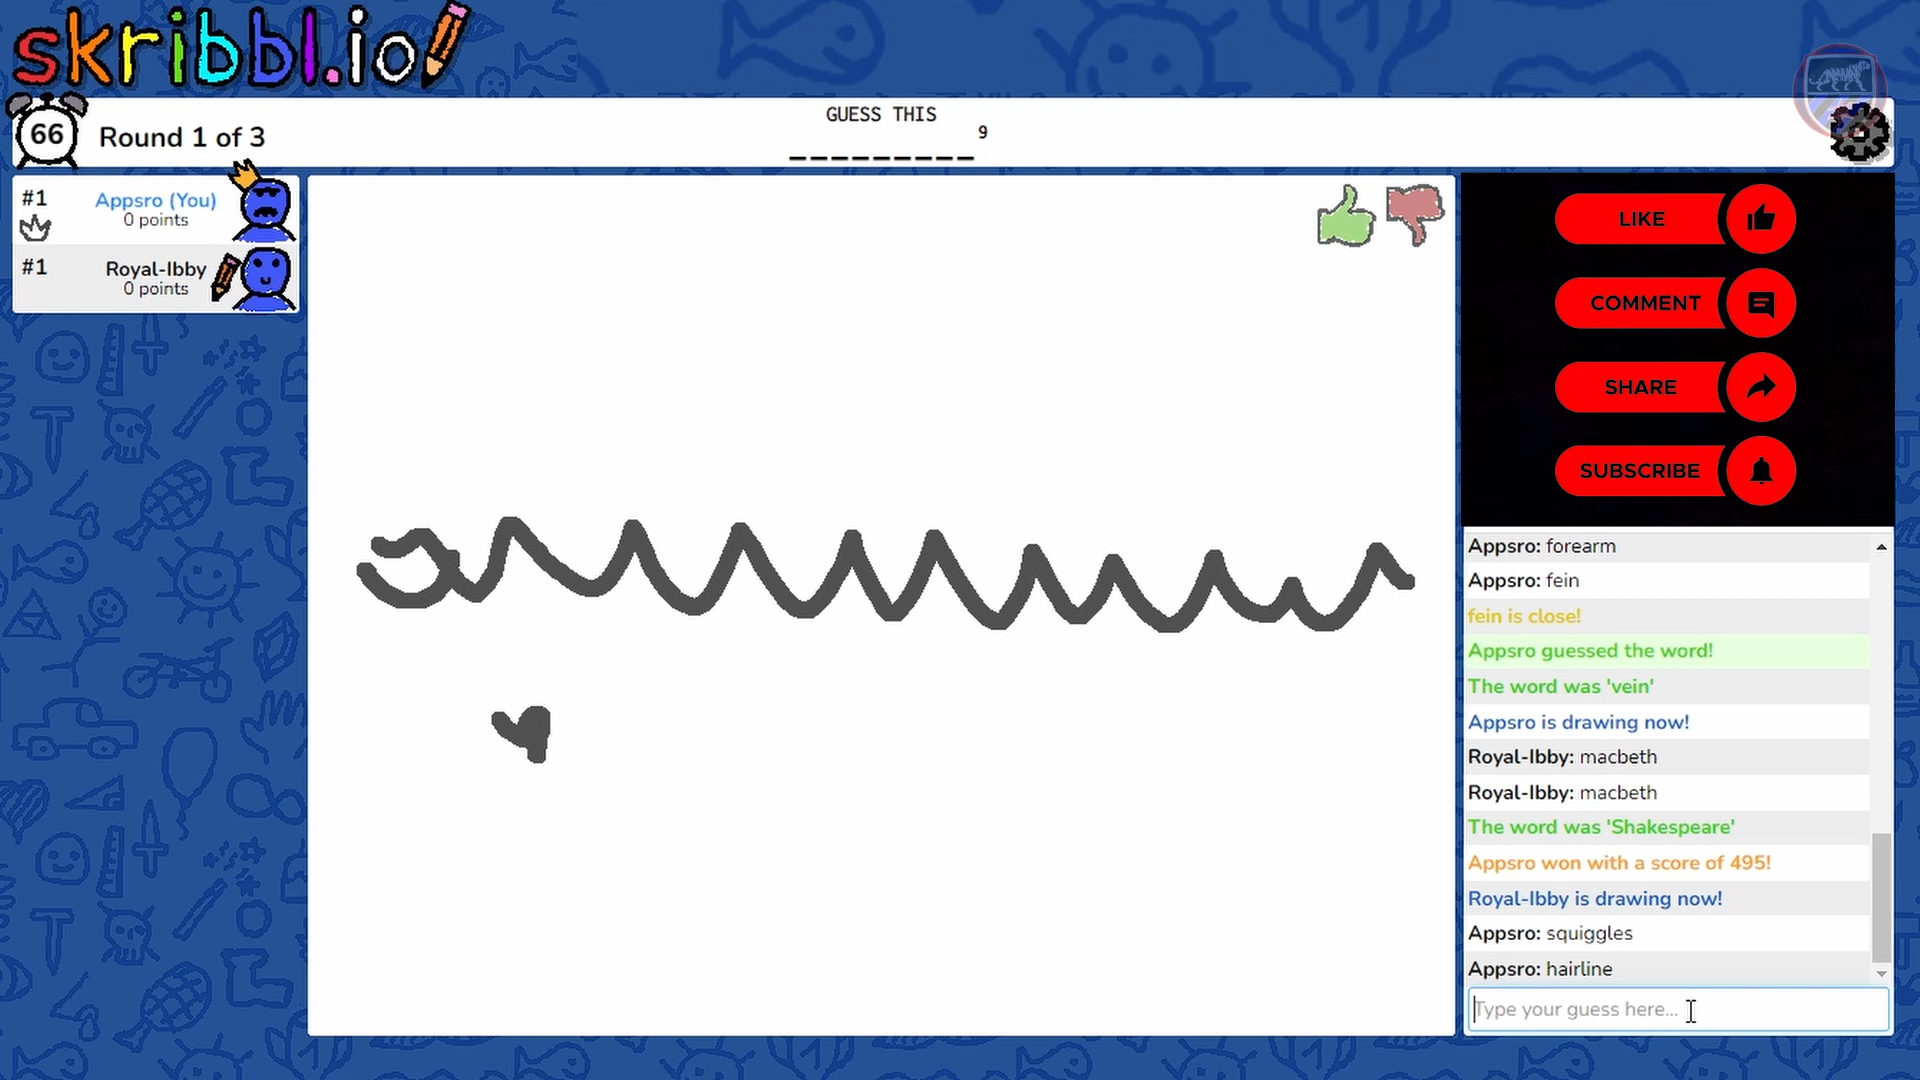 skribbl.io
66
Round 1 of 3
GUESS THIS
_________ 9
#1
Appsro (You)
0 points
#1
Royal-Ibby
0 points
LIKE
COMMENT
SHARE
SUBSCRIBE
Appsro: forearm
Appsro: fein
fein is close!
Appsro guessed the word!
The word was 'vein'
Appsro is drawing now!
Royal-Ibby: macbeth
Royal-Ibby: macbeth
The word was 'Shakespeare'
Appsro won with a score of 495!
Royal-Ibby is drawing now!
Appsro: squiggles
Appsro: hairline
Type your guess here...